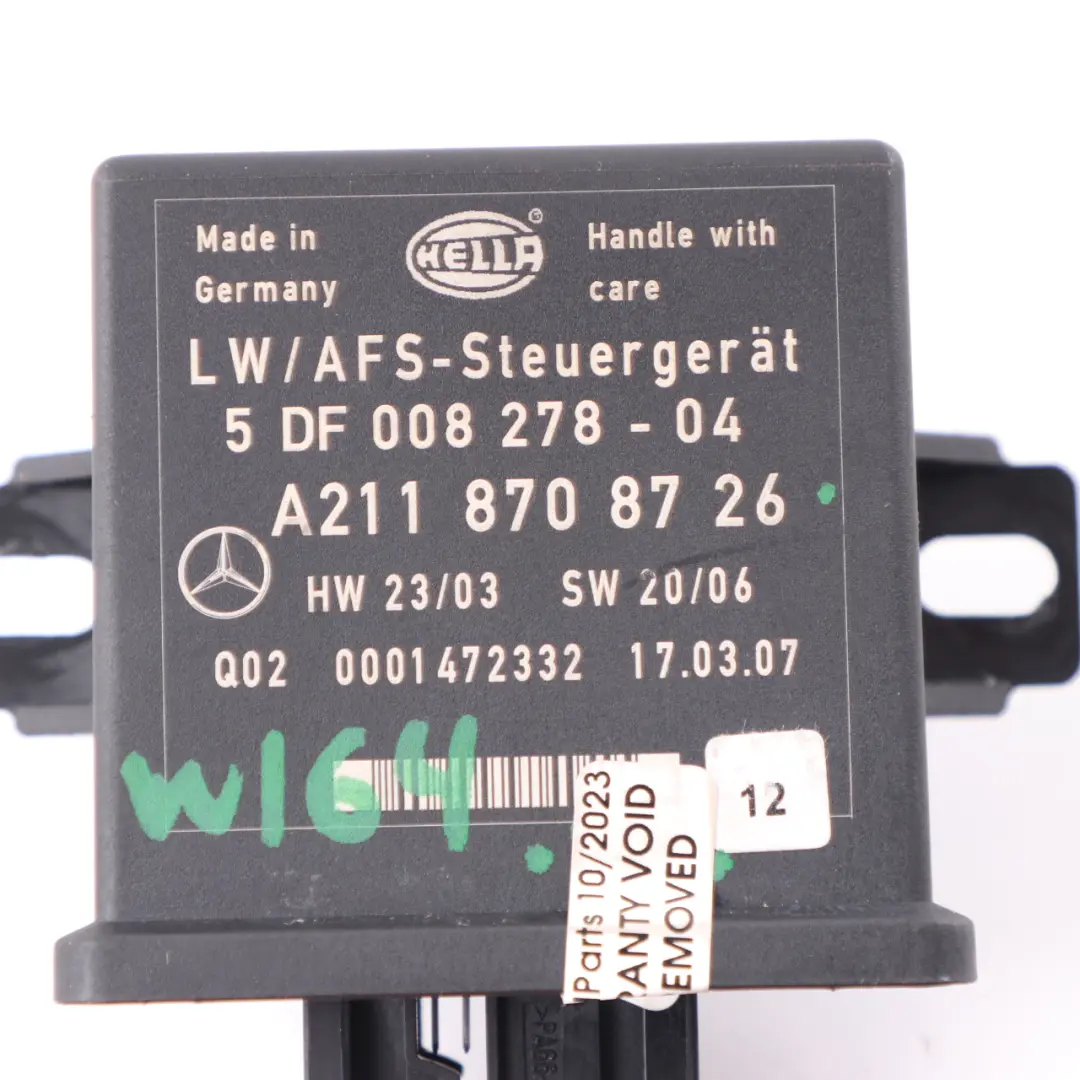 Made in
Germany
HELLA
Handle with
care
LW/AFS-Steuergerät
5 DF 008 278 - 04
A211 870 87 26
HW 23/03 SW 20/06
Q02 0001472332 17.03.07
W164
12
Parts 10/2023
ANTY VOID
EMOVED
>PA66-